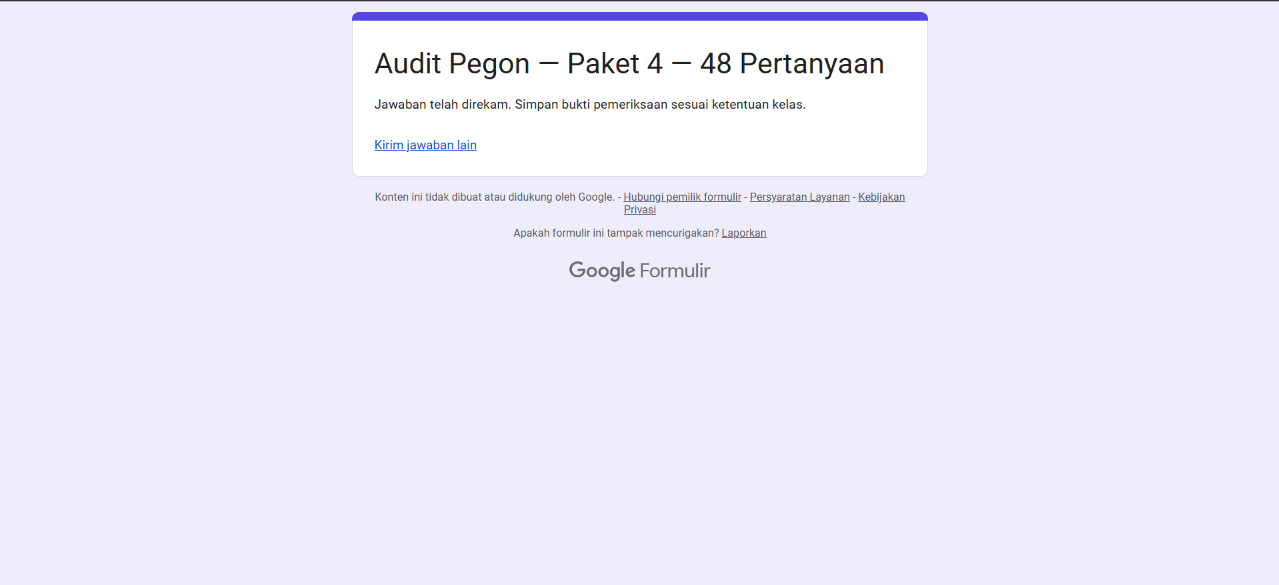 Audit Pegon — Paket 4 — 48 Pertanyaan
Jawaban telah direkam. Simpan bukti pemeriksaan sesuai ketentuan kelas.
Kirim jawaban lain
Konten ini tidak dibuat atau didukung oleh Google. - Hubungi pemilik formulir - Persyaratan Layanan - Kebijakan
Privasi
Apakah formulir ini tampak mencurigakan? Laporkan
Google Formulir